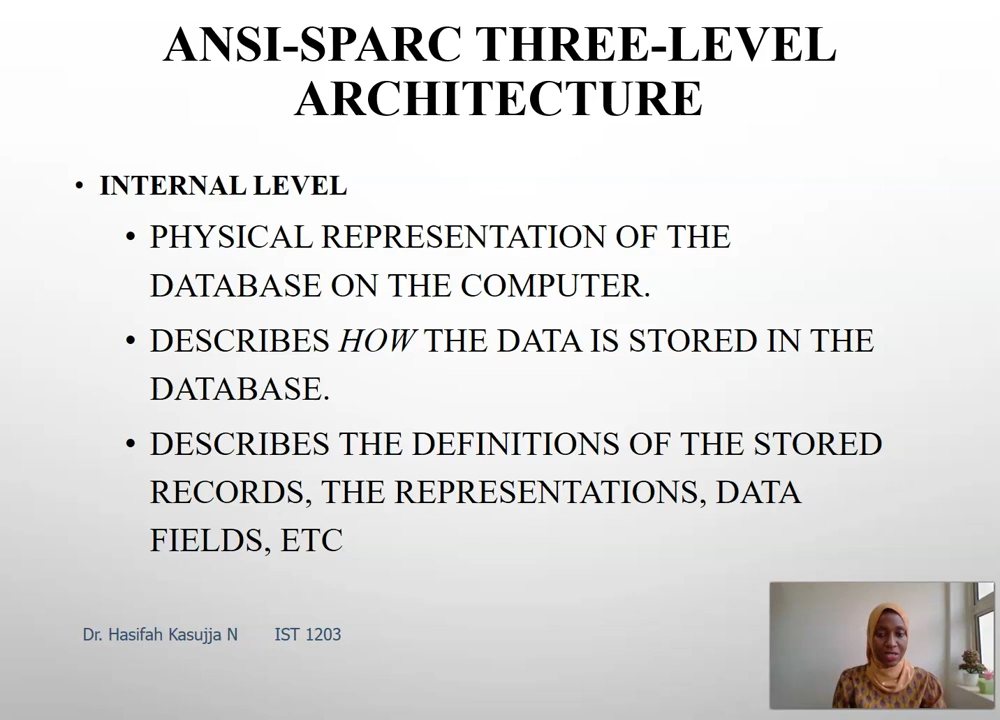 ANSI-SPARC THREE-LEVEL
ARCHITECTURE
• INTERNAL LEVEL
• PHYSICAL REPRESENTATION OF THE
DATABASE ON THE COMPUTER.
• DESCRIBES HOW THE DATA IS STORED IN THE
DATABASE.
• DESCRIBES THE DEFINITIONS OF THE STORED
RECORDS, THE REPRESENTATIONS, DATA
FIELDS, ETC
Dr. Hasifah Kasujja N IST 1203